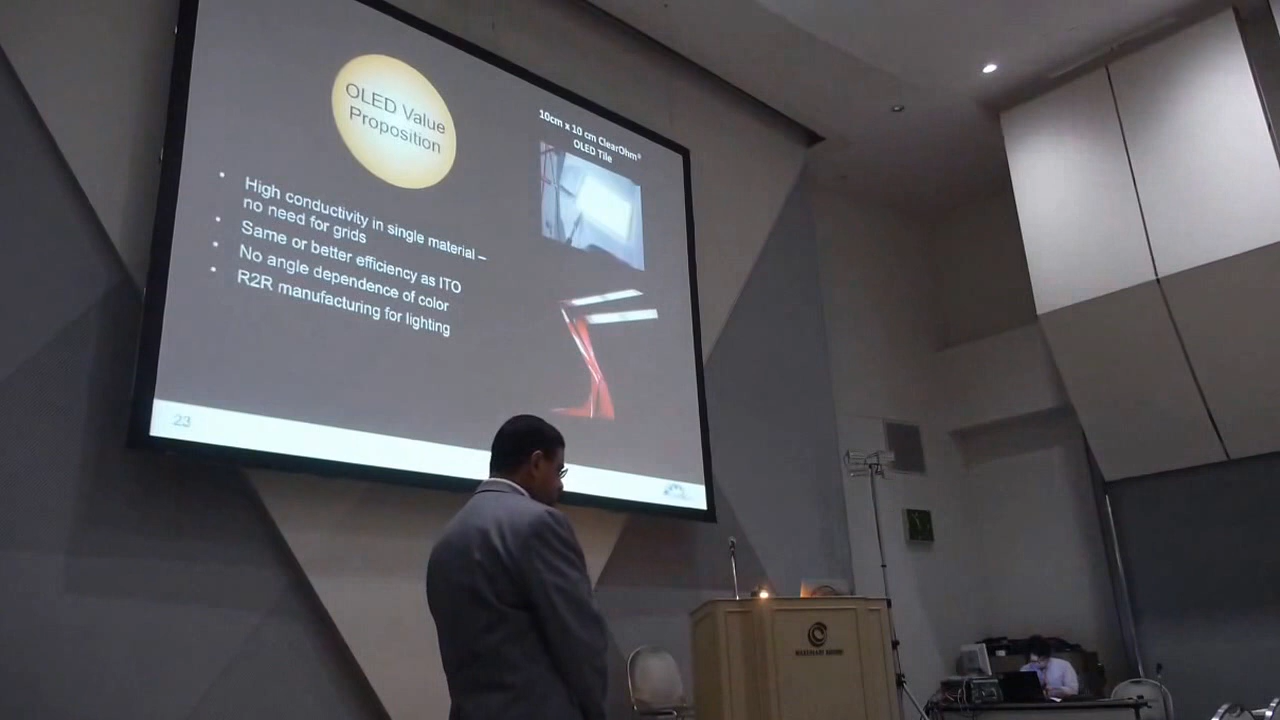 OLED Value
Proposition
10cm x 10 cm ClearOhm®
OLED Tile
• High conductivity in single material –
no need for grids
• Same or better efficiency as ITO
• No angle dependence of color
• R2R manufacturing for lighting
23